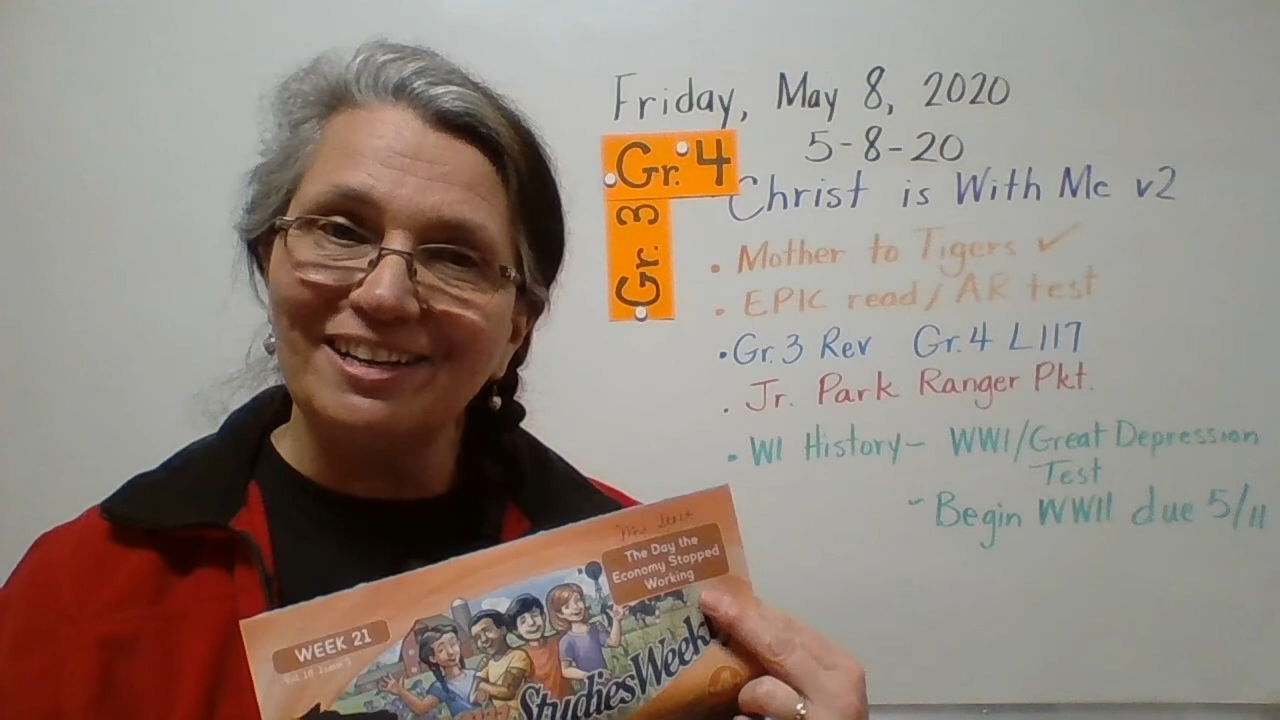 Friday, May 8, 2020
5-8-20
Gr. 4
Gr. 3
Christ is With Me v2
• Mother to Tigers ✓
• EPIC read/AR test
• Gr. 3 Rev Gr. 4 L117
• Jr. Park Ranger Pkt.
• WI History- WWI/Great Depression
Test
- Begin WWII due 5/11
The Day the
Economy Stopped
Working
WEEK 21
Studies Weekly